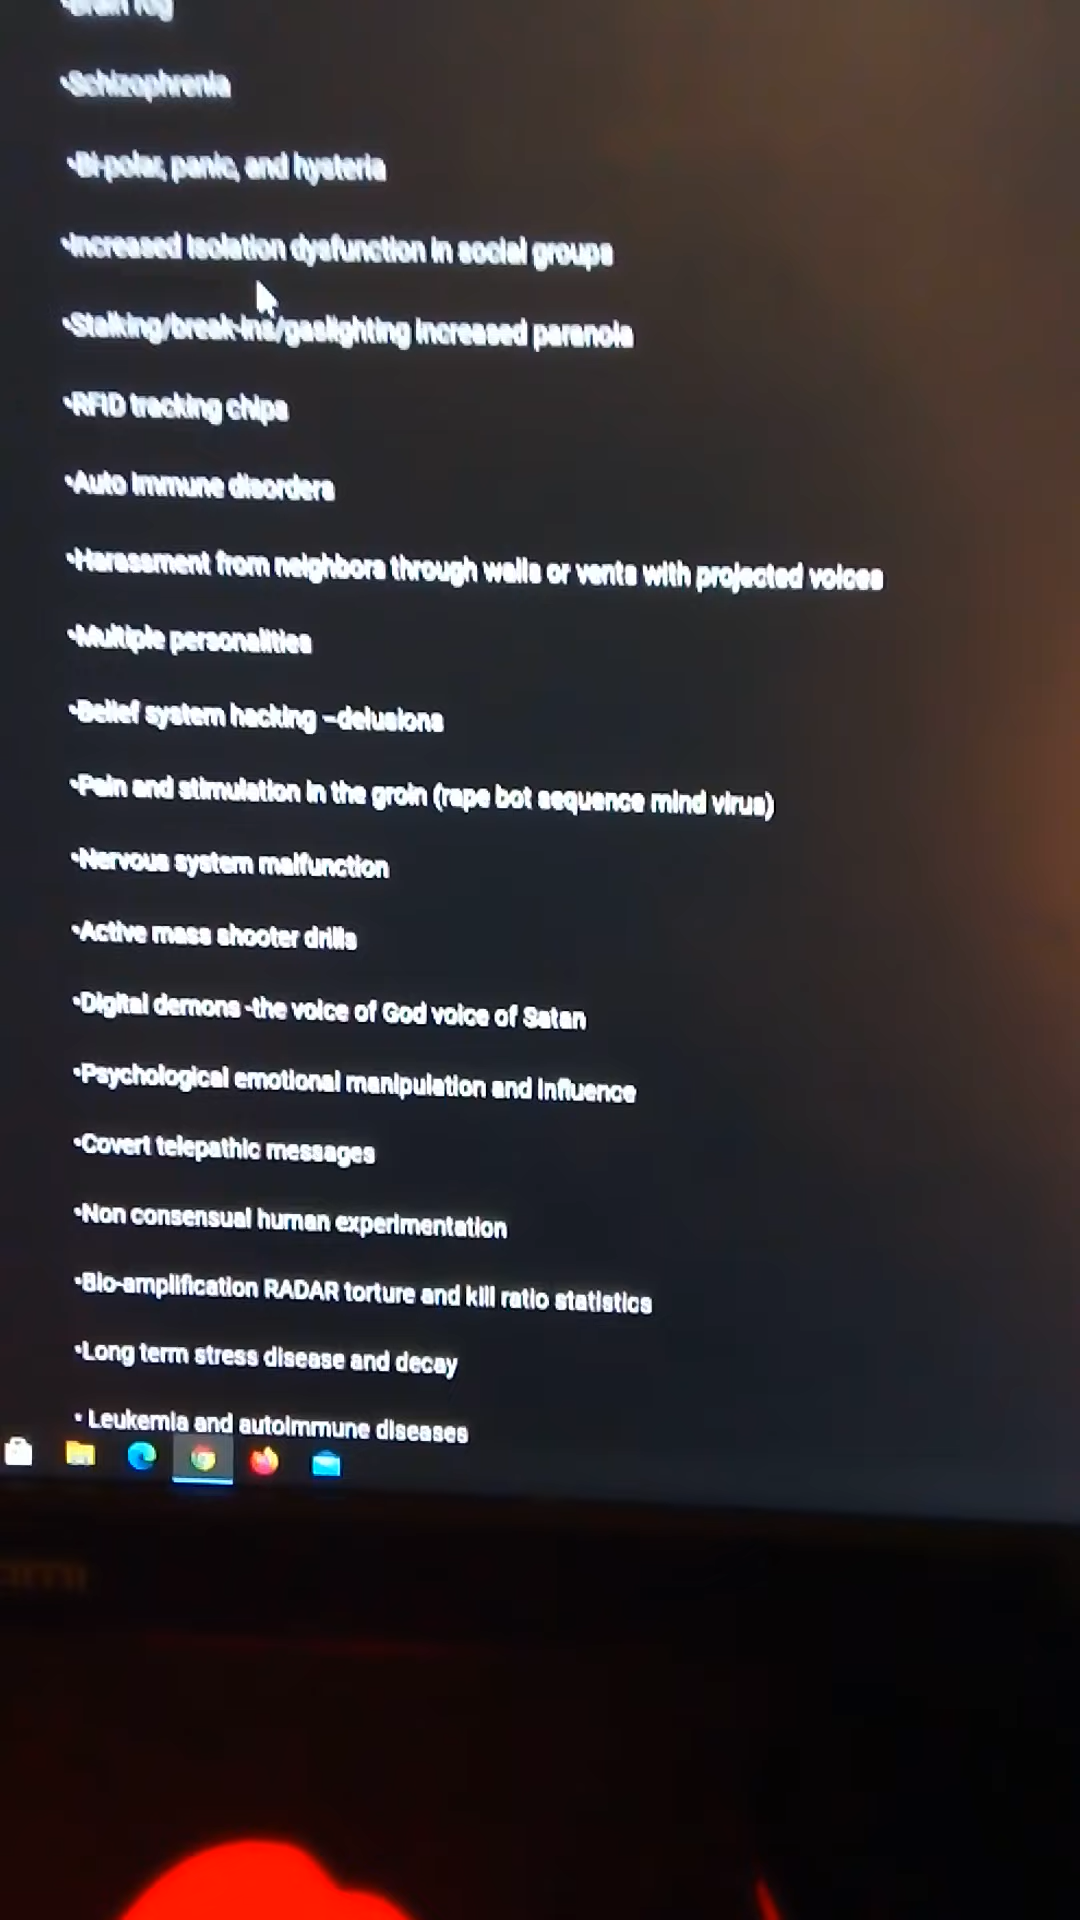 •Brain fog
•Schizophrenia
•Bi-polar, panic, and hysteria
•Increased isolation dysfunction in social groups
•Stalking/break-ins/gaslighting increased paranoia
•RFID tracking chips
•Auto immune disorders
•Harassment from neighbors through walls or vents with projected voices
•Multiple personalities
•Belief system hacking –delusions
•Pain and stimulation in the groin (rape bot sequence mind virus)
•Nervous system malfunction
•Active mass shooter drills
•Digital demons -the voice of God voice of Satan
•Psychological emotional manipulation and influence
•Covert telepathic messages
•Non consensual human experimentation
•Bio-amplification RADAR torture and kill ratio statistics
•Long term stress disease and decay
• Leukemia and autoimmune diseases